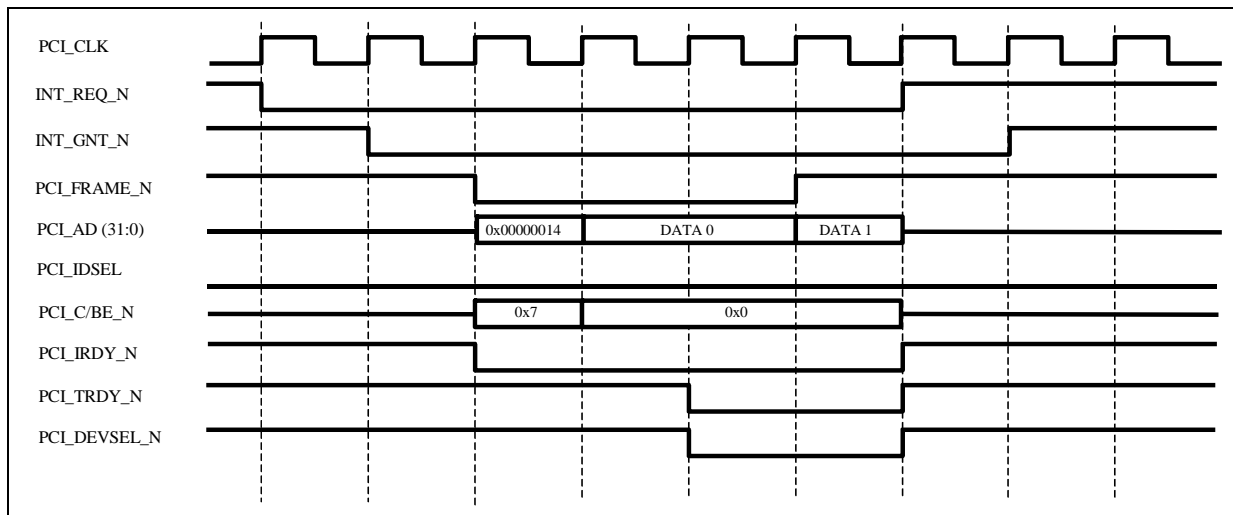 PCI_CLK
INT_REQ_N
INT_GNT_N
PCI_FRAME_N
PCI_AD (31:0) 0x00000014 DATA 0 DATA 1
PCI_IDSEL
PCI_C/BE_N 0x7 0x0
PCI_IRDY_N
PCI_TRDY_N
PCI_DEVSEL_N